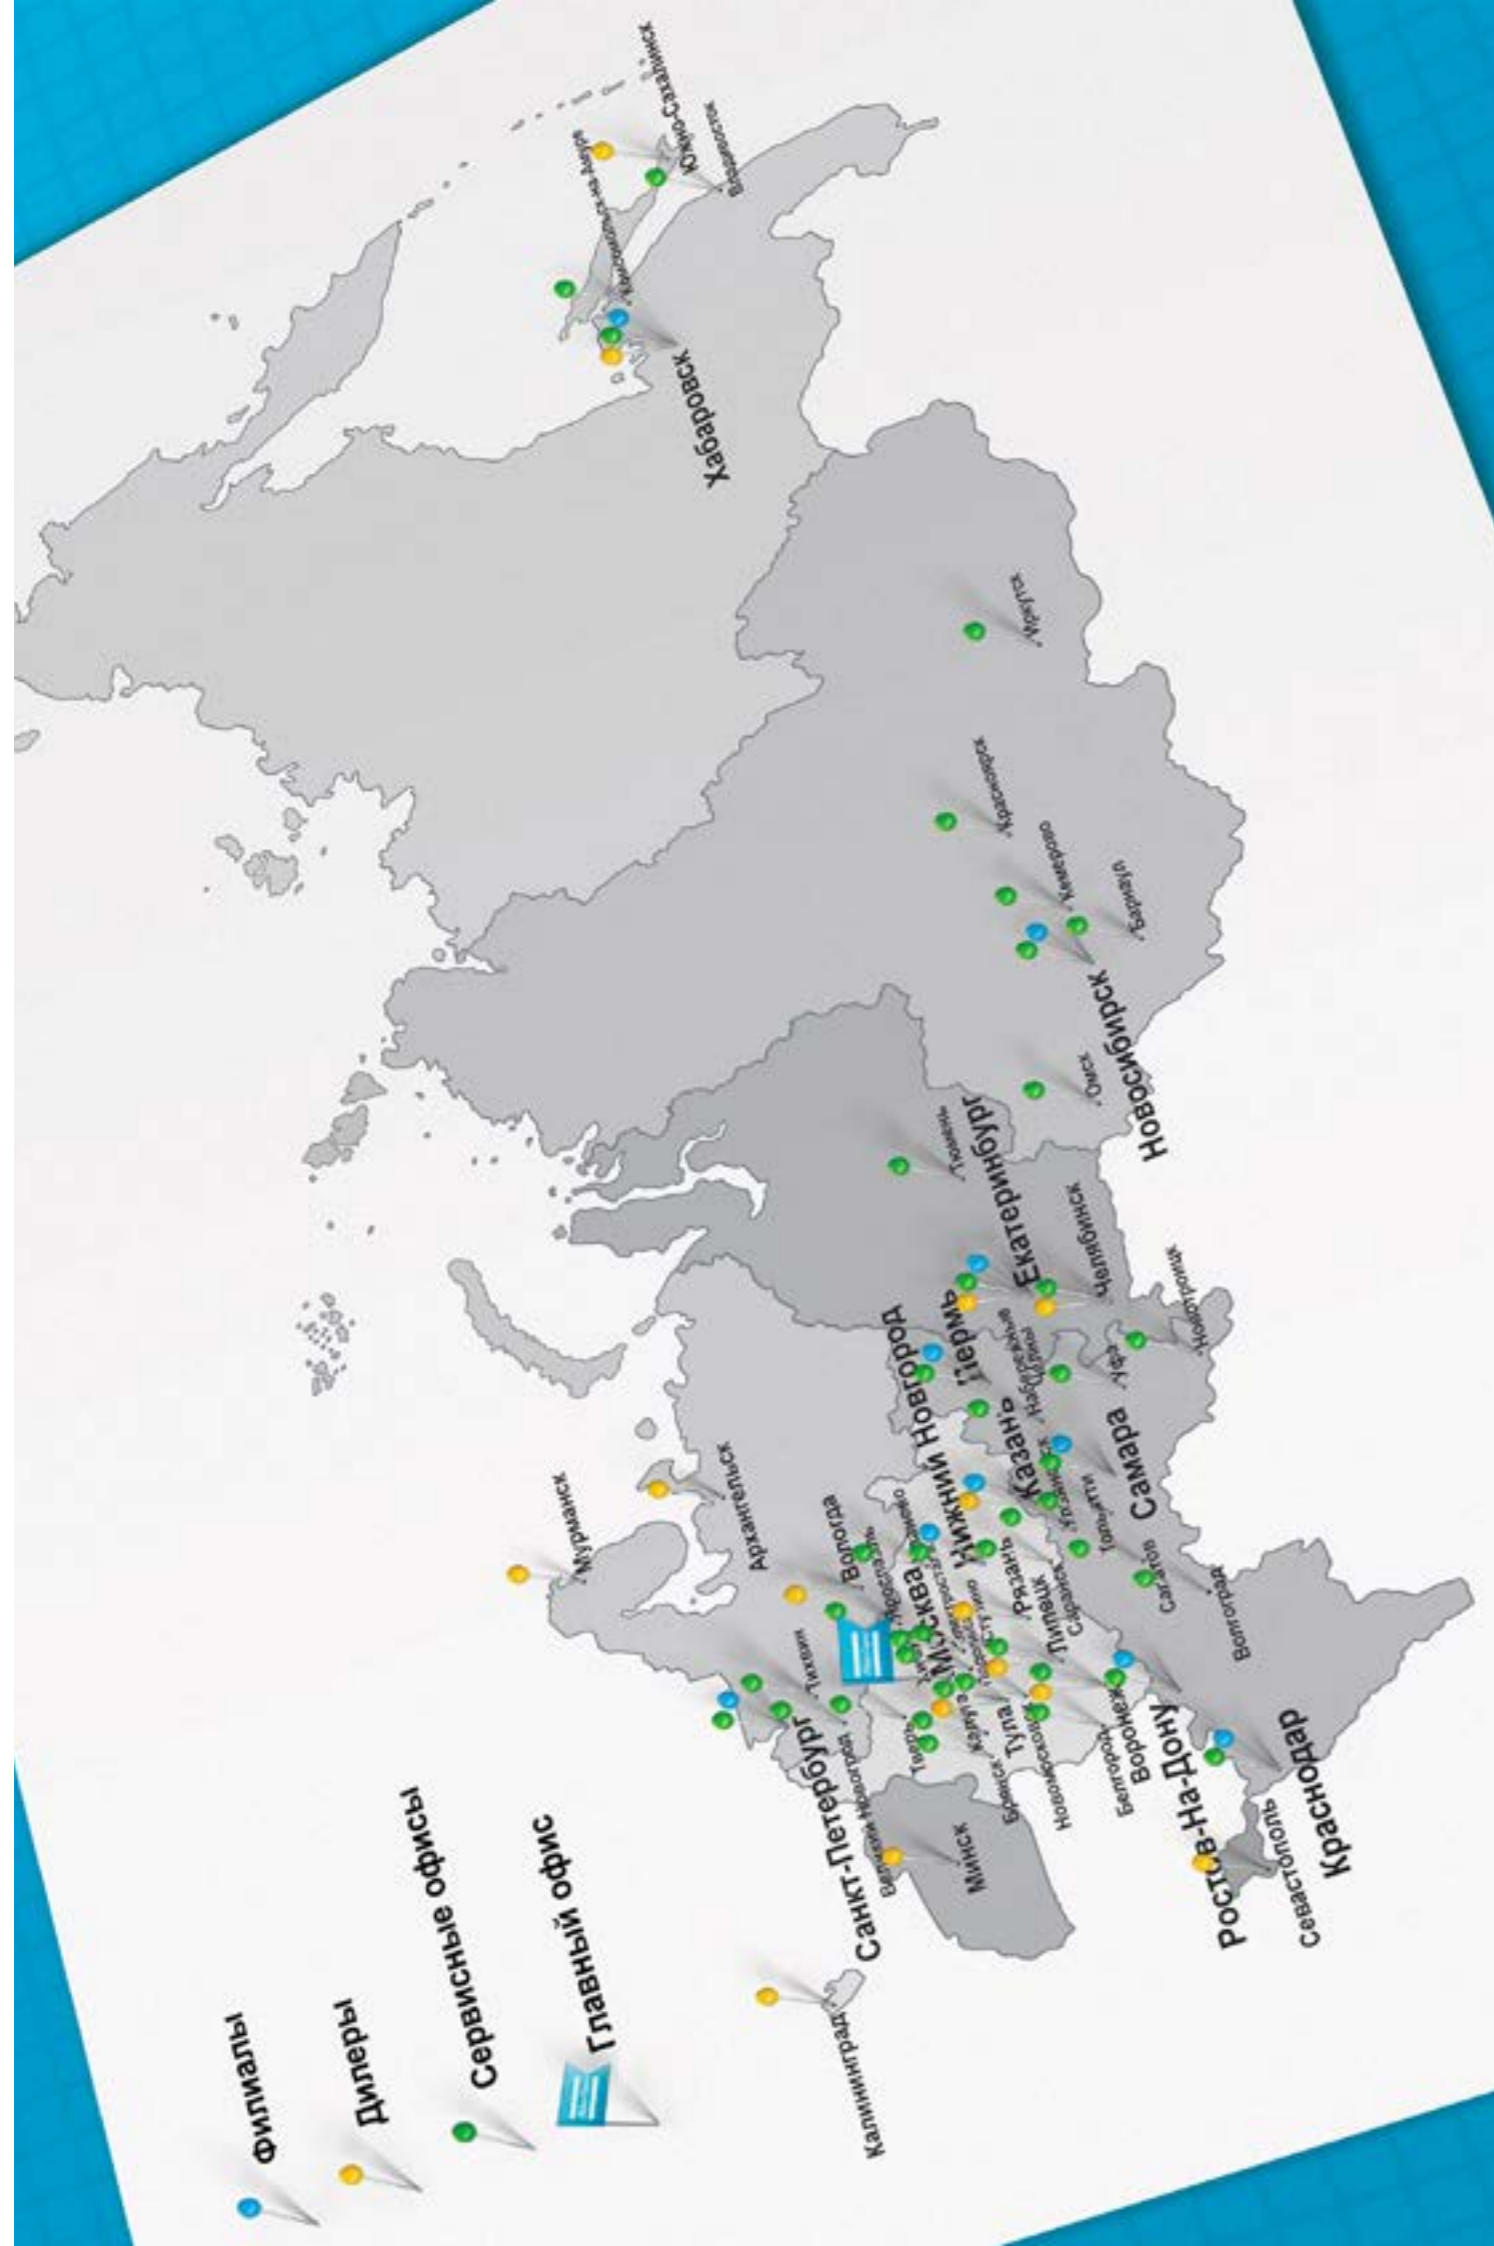 Филиалы
Дилеры
Сервисные офисы
Главный офис
Мурманск
Архангельск
Калининград
Санкт-Петербург
Великий Новгород
Тихвин
Вологда
Ярославль
Минск
Тверь
Москва
Калуга
Брянск
Тула
Новомосковск
Рязань
Липецк
Саранск
Нижний Новгород
Казань
Набережные
Челны
Пермь
Екатеринбург
Тюмень
Челябинск
Уфа
Новотроицк
Самара
Ульяновск
Тольятти
Саратов
Волгоград
Белгород
Воронеж
Ростов-На-Дону
Севастополь
Краснодар
Омск
Новосибирск
Барнаул
Кемерово
Красноярск
Иркутск
Хабаровск
Комсомольск-на-Амуре
Южно-Сахалинск
Владивосток